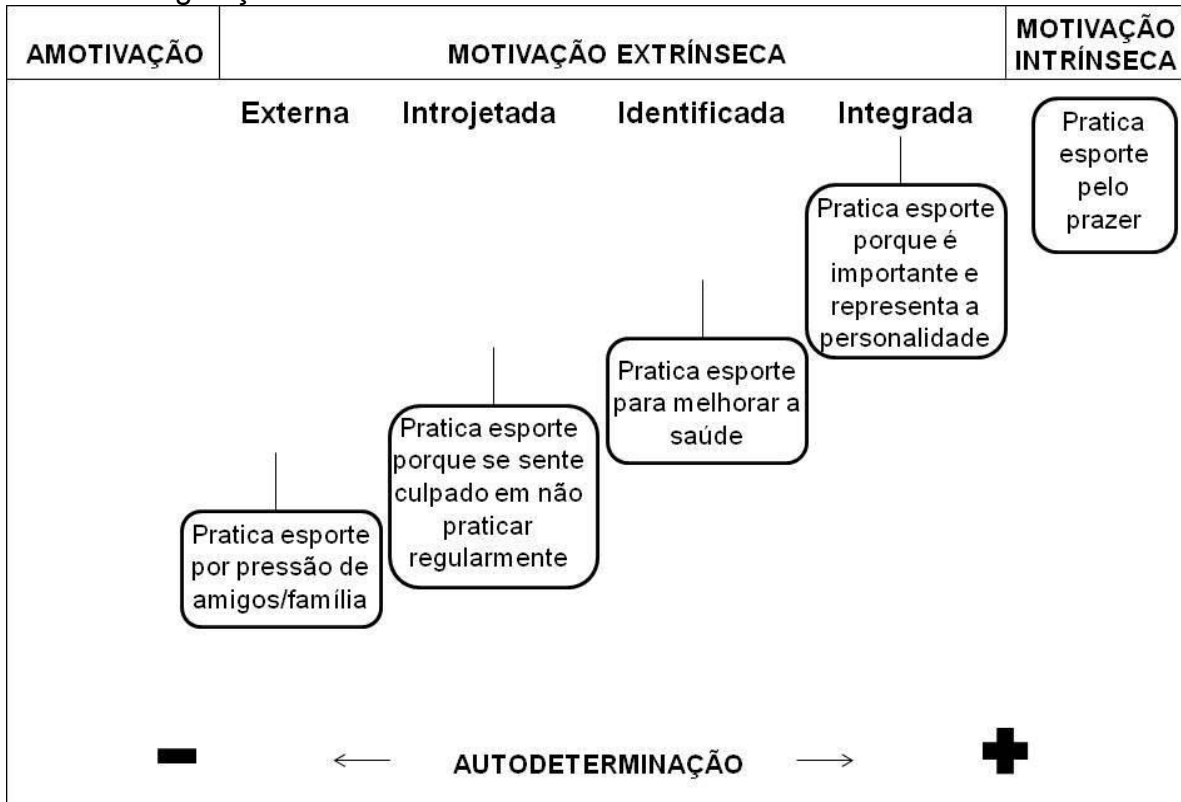 AMOTIVAÇÃO
MOTIVAÇÃO EXTRÍNSECA
MOTIVAÇÃO
INTRÍNSECA
Externa
Introjetada
Identificada
Integrada
Pratica
esporte
pelo
prazer
Pratica esporte
porque é
importante e
representa a
personalidade
Pratica esporte
para melhorar a
saúde
Pratica esporte
porque se sente
culpado em não
praticar
regularmente
Pratica esporte
por pressão de
amigos/família
AUTODETERMINAÇÃO